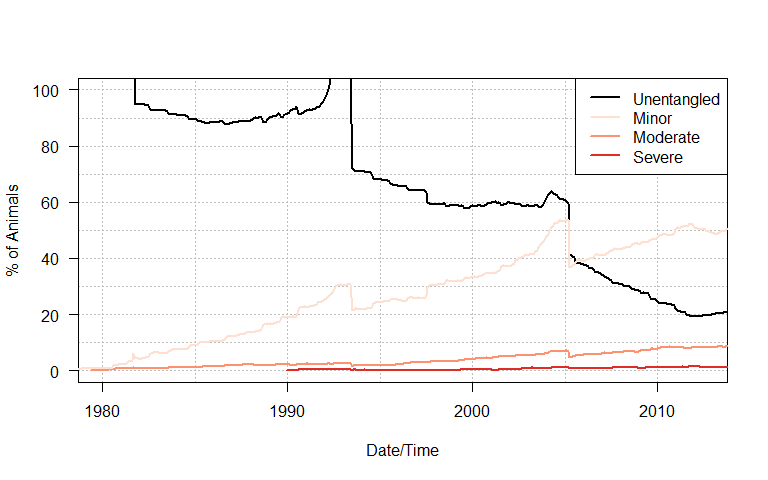 Unentangled
Minor
Moderate
Severe
100
80
60
40
20
0
% of Animals
1980
1990
2000
2010
Date/Time